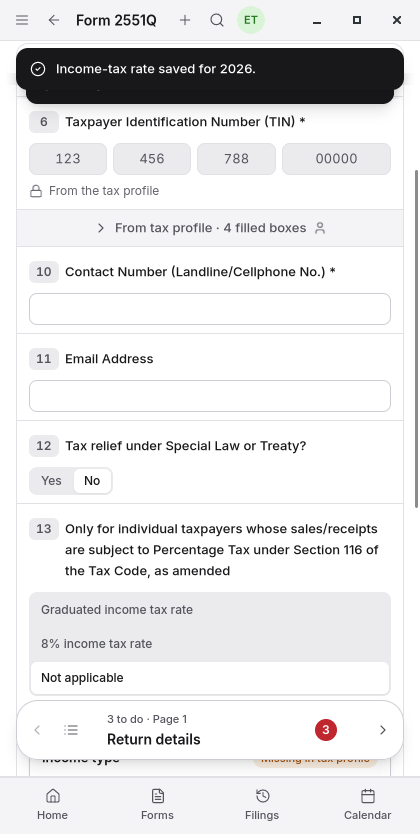 Form 2551Q
ET
Income-tax rate saved for 2026.
6 Taxpayer Identification Number (TIN) *
123 456 788 00000
From the tax profile
From tax profile · 4 filled boxes
10 Contact Number (Landline/Cellphone No.) *
11 Email Address
12 Tax relief under Special Law or Treaty?
Yes No
13 Only for individual taxpayers whose sales/receipts
are subject to Percentage Tax under Section 116 of
the Tax Code, as amended
Graduated income tax rate
8% income tax rate
Not applicable
3 to do · Page 1
Return details
3
Income type Missing in tax profile
Home Forms Filings Calendar